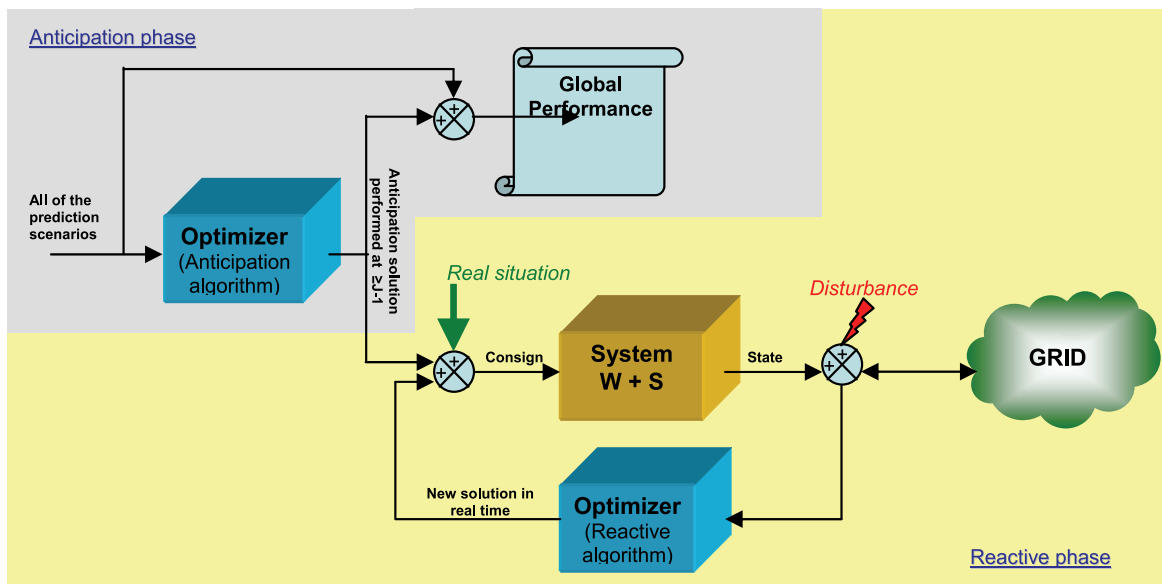 Anticipation phase
Global
Performance
All of the
prediction
scenarios
Optimizer
(Anticipation
algorithm)
Anticipation solution
performed at ≥J-1
+
+
Real situation
Disturbance
+
+
Consign
System
W + S
State
+
+
GRID
New solution in
real time
Optimizer
(Reactive
algorithm)
Reactive phase